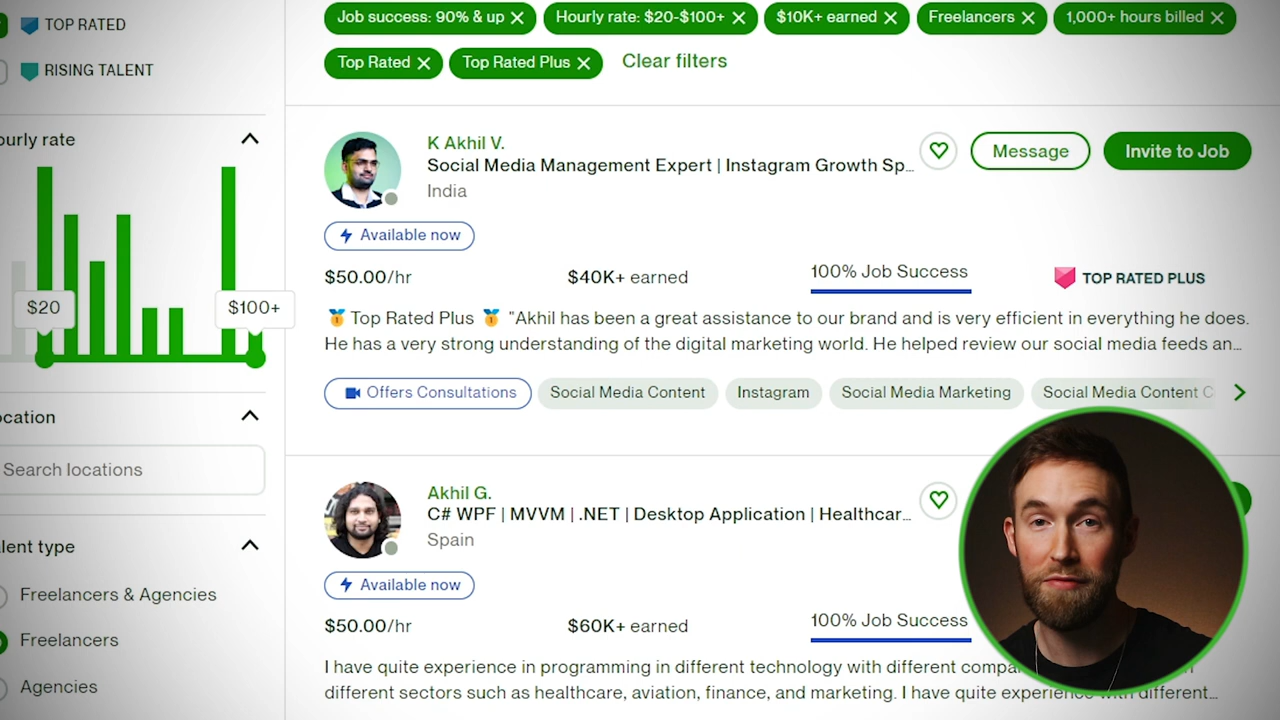 TOP RATED
RISING TALENT
ourly rate
$20
$100+
ocation
Search locations
alent type
Freelancers & Agencies
Freelancers
Agencies
Job success: 90% & up
Hourly rate: $20-$100+
$10K+ earned
Freelancers
1,000+ hours billed
Top Rated
Top Rated Plus
Clear filters
K Akhil V.
Social Media Management Expert | Instagram Growth Sp...
India
Message
Invite to Job
Available now
$50.00/hr
$40K+ earned
100% Job Success
TOP RATED PLUS
Top Rated Plus "Akhil has been a great assistance to our brand and is very efficient in everything he does.
He has a very strong understanding of the digital marketing world. He helped review our social media feeds an...
Offers Consultations
Social Media Content
Instagram
Social Media Marketing
Social Media Content C
Akhil G.
C# WPF | MVVM | .NET | Desktop Application | Healthcar...
Spain
Available now
$50.00/hr
$60K+ earned
100% Job Success
I have quite experience in programming in different technology with different compa
different sectors such as healthcare, aviation, finance, and marketing. I have quite experience with different...